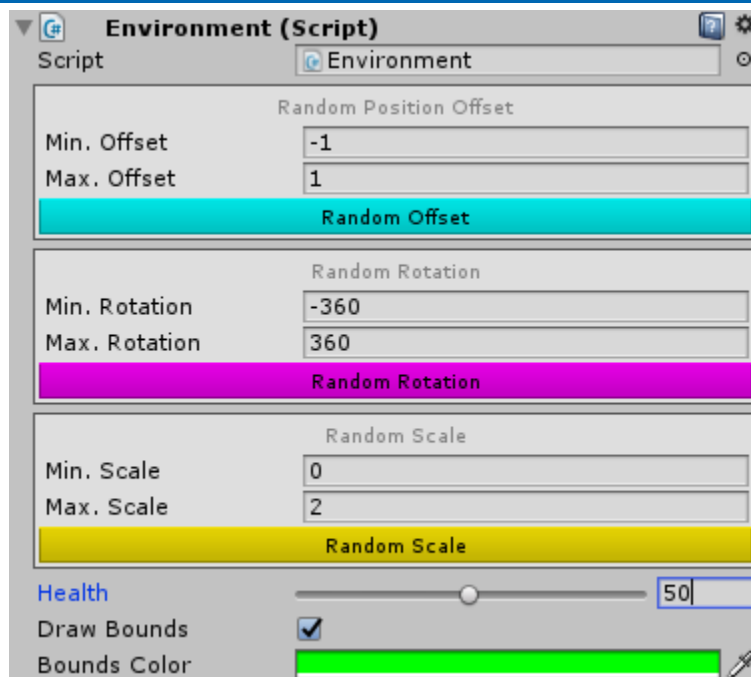 Environment (Script)
Script Environment
Random Position Offset
Min. Offset -1
Max. Offset 1
Random Offset
Random Rotation
Min. Rotation -360
Max. Rotation 360
Random Rotation
Random Scale
Min. Scale 0
Max. Scale 2
Random Scale
Health 50
Draw Bounds
Bounds Color